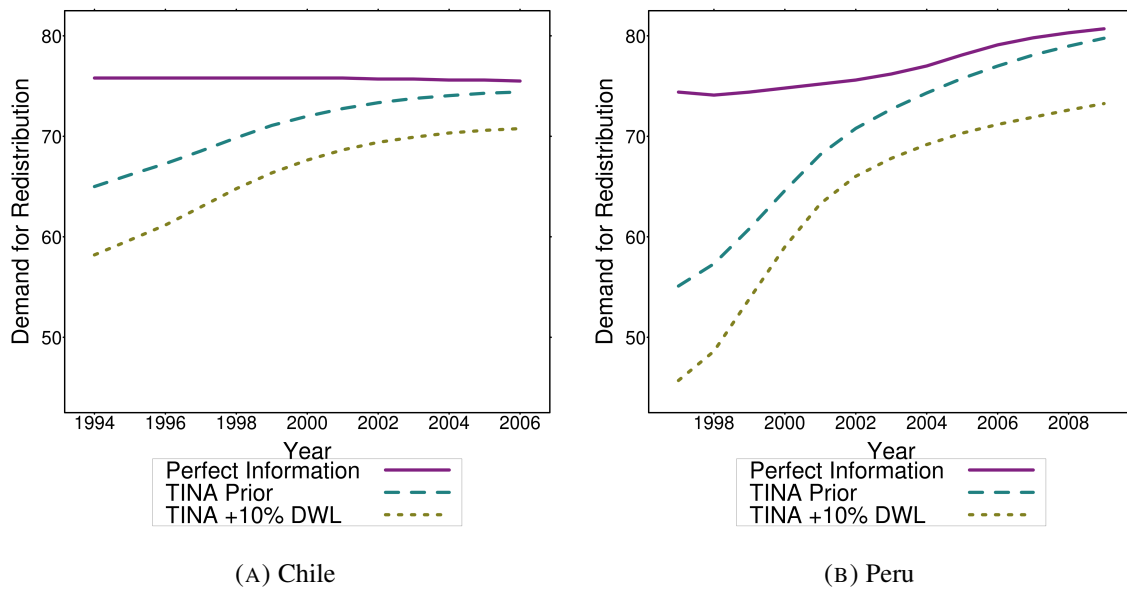 Demand for Redistribution
80
70
60
50
1994 1996 1998 2000 2002 2004 2006
Year
Perfect Information
TINA Prior
TINA +10% DWL
(A) Chile
Demand for Redistribution
80
70
60
50
1998 2000 2002 2004 2006 2008
Year
Perfect Information
TINA Prior
TINA +10% DWL
(B) Peru